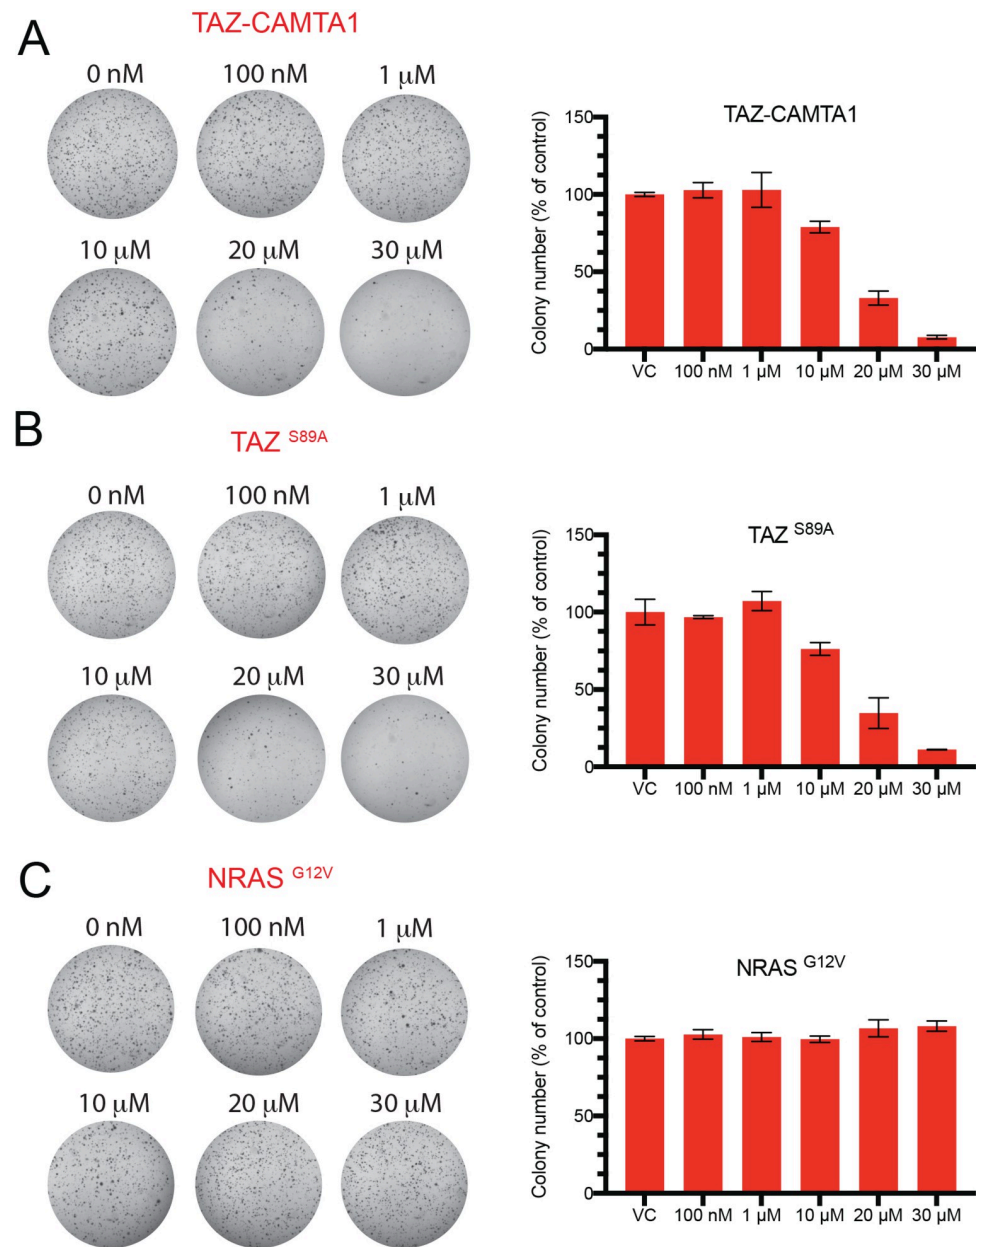 A
TAZ-CAMTA1
0 nM 100 nM 1 μM
10 μM 20 μM 30 μM
TAZ-CAMTA1
Colony number (% of control)
150
100
50
0
VC 100 nM 1 μM 10 μM 20 μM 30 μM
B
TAZ S89A
0 nM 100 nM 1 μM
10 μM 20 μM 30 μM
TAZ S89A
Colony number (% of control)
150
100
50
0
VC 100 nM 1 μM 10 μM 20 μM 30 μM
C
NRAS G12V
0 nM 100 nM 1 μM
10 μM 20 μM 30 μM
NRAS G12V
Colony number (% of control)
150
100
50
0
VC 100 nM 1 μM 10 μM 20 μM 30 μM